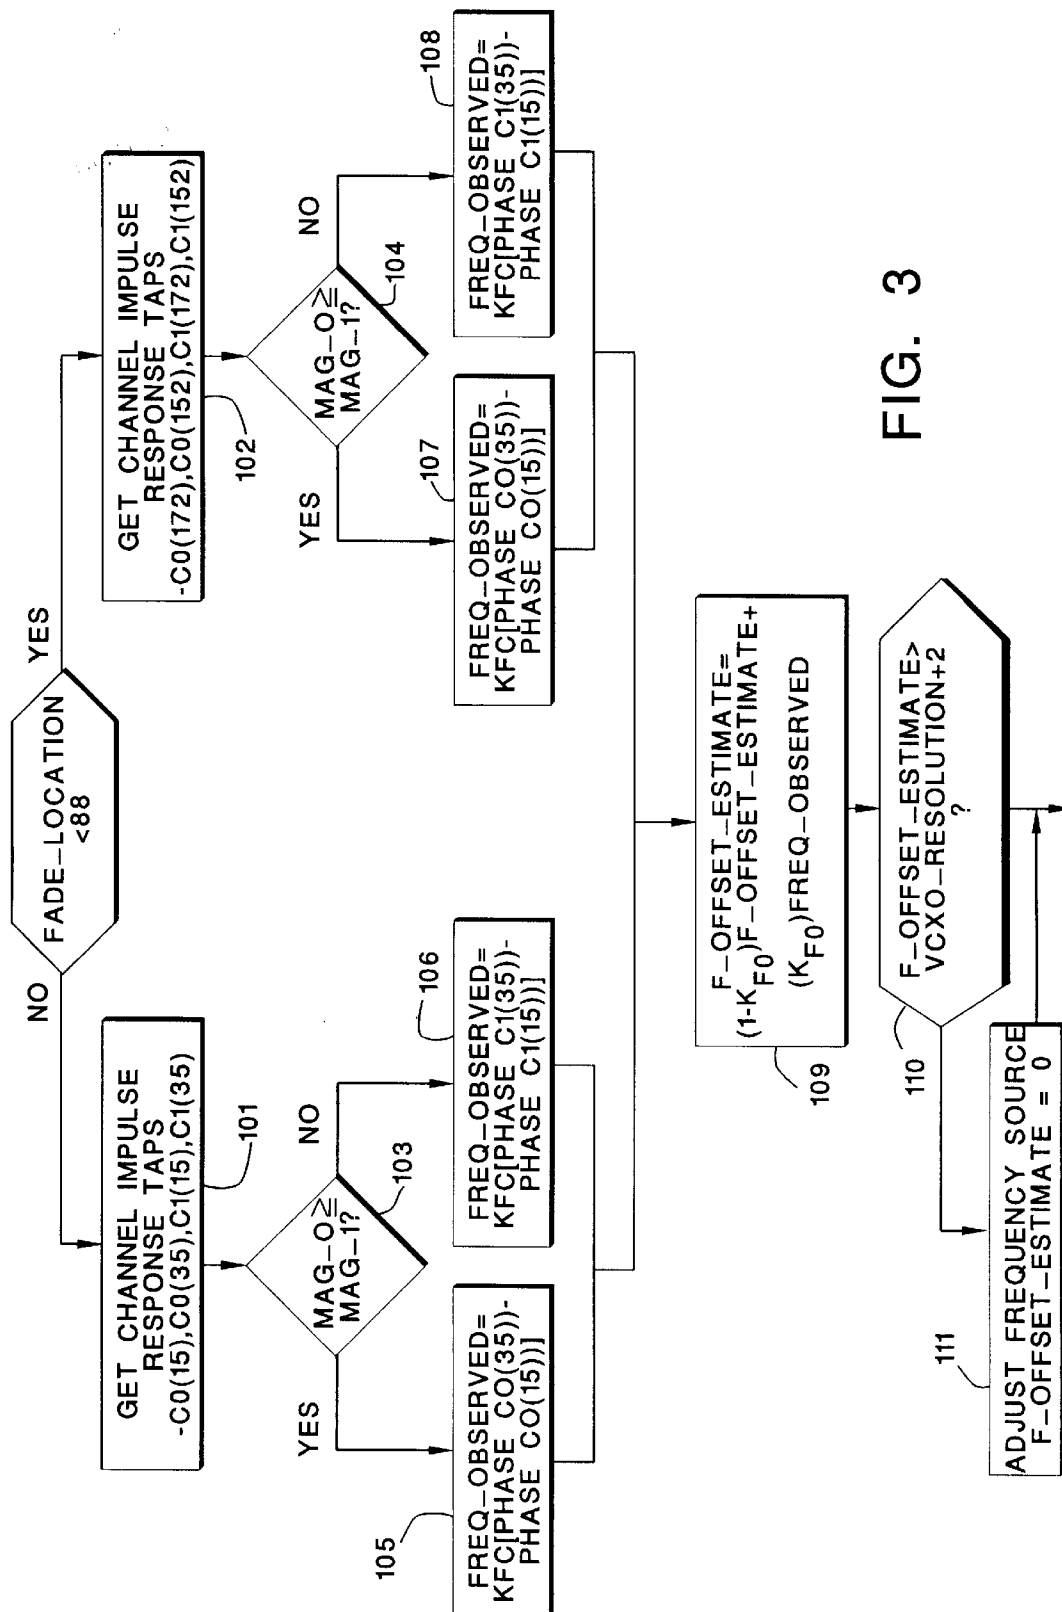 FADE–LOCATION
<88
NO
YES
GET CHANNEL IMPULSE
RESPONSE TAPS
-C0(15),C0(35),C1(15),C1(35)
101
GET CHANNEL IMPULSE
RESPONSE TAPS
-C0(172),C0(152),C1(172),C1(152)
102
MAG–0≧
MAG–1?
103
YES
NO
MAG–0≧
MAG–1?
104
YES
NO
FREQ–OBSERVED=
KFC[PHASE CO(35))-
PHASE CO(15))]
105
FREQ–OBSERVED=
KFC[PHASE C1(35))-
PHASE C1(15))]
106
FREQ–OBSERVED=
KFC[PHASE CO(35))-
PHASE CO(15))]
107
FREQ–OBSERVED=
KFC[PHASE C1(35))-
PHASE C1(15))]
108
F–OFFSET–ESTIMATE=
(1-KF0)F–OFFSET–ESTIMATE+
(KF0)FREQ–OBSERVED
109
F–OFFSET–ESTIMATE>
VCXO–RESOLUTION+2
?
110
ADJUST FREQUENCY SOURCE
F–OFFSET–ESTIMATE = 0
111
FIG. 3